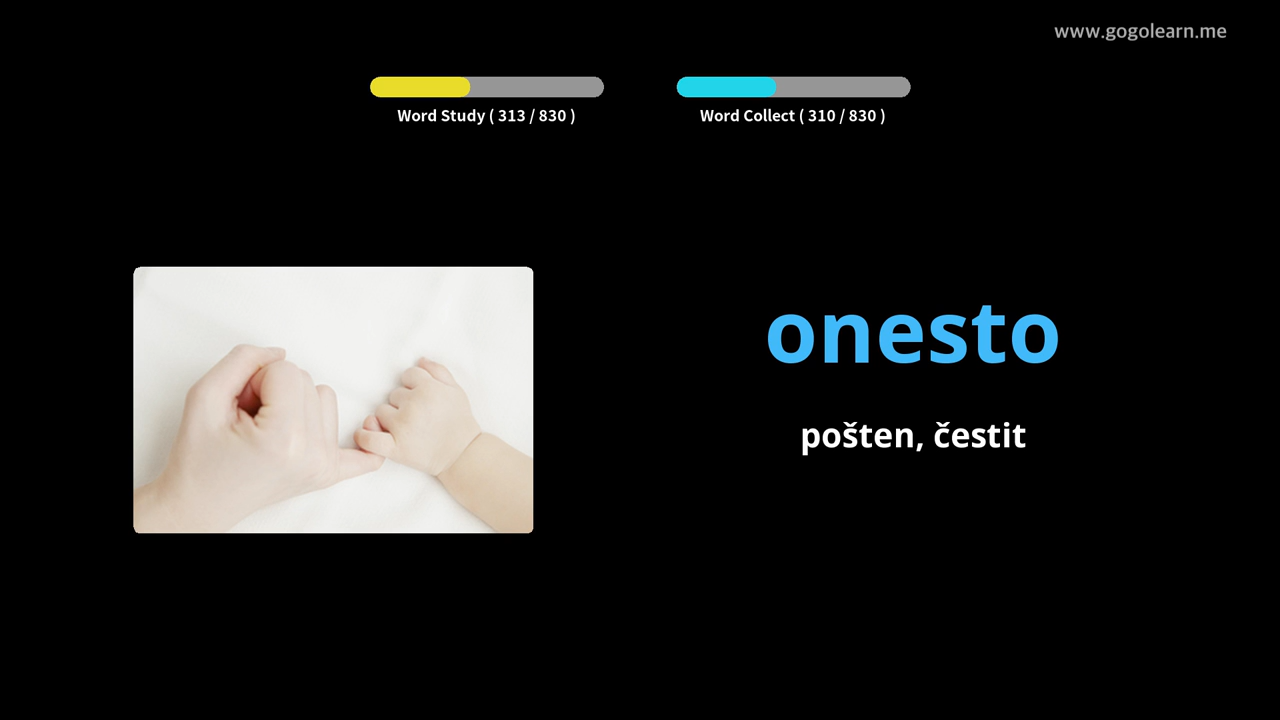 www.gogolearn.me
Word Study ( 313 / 830 )
Word Collect ( 310 / 830 )
onesto
pošten, čestit